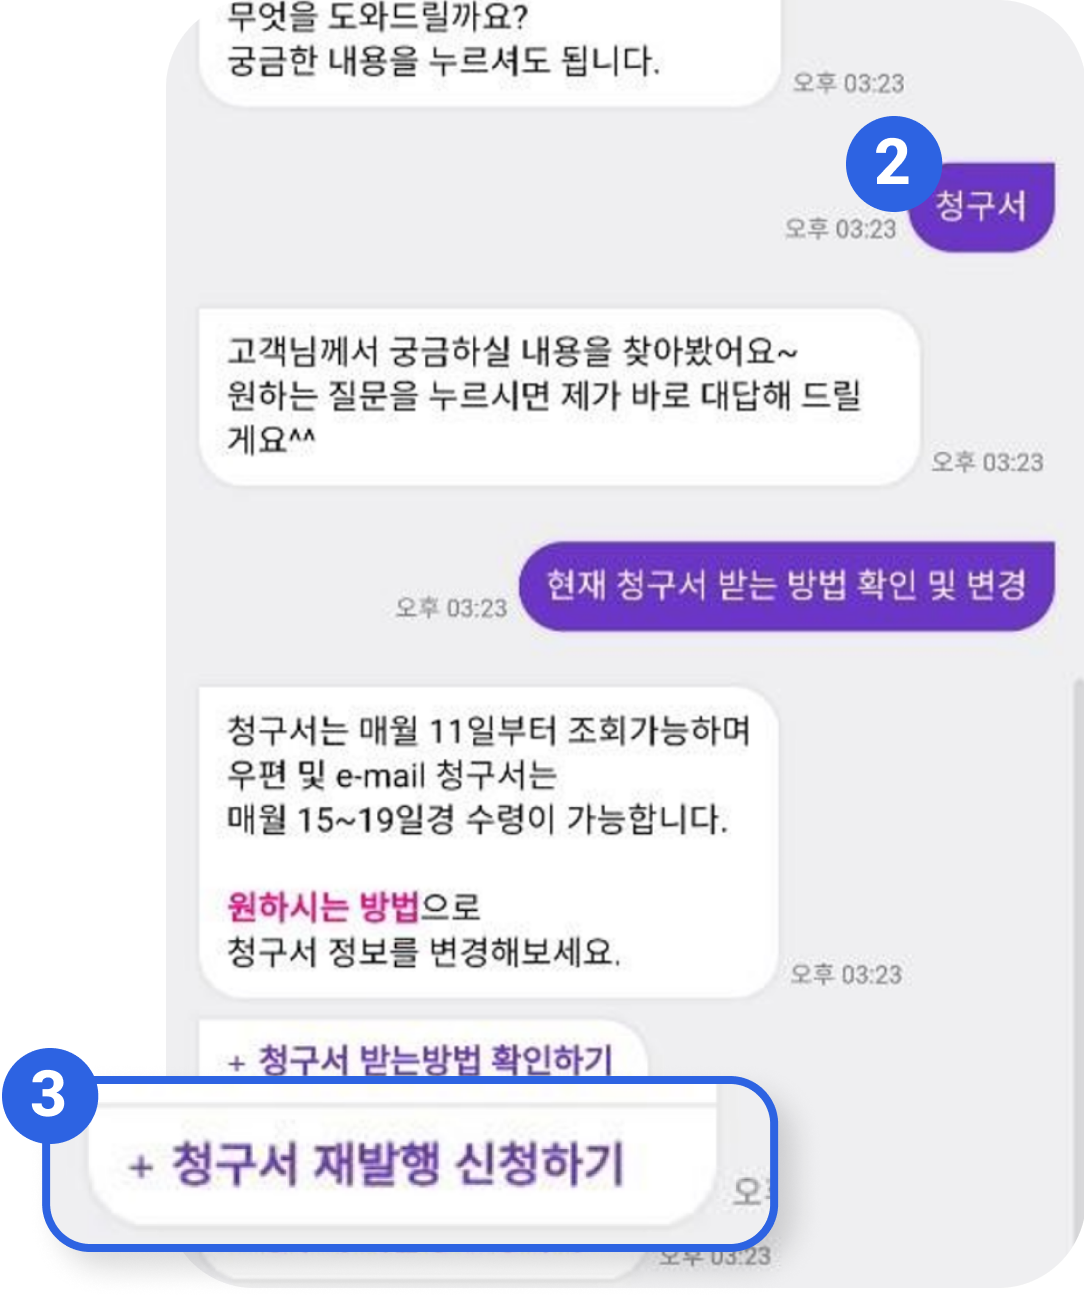 무엇을 도와드릴까요?
궁금한 내용을 누르셔도 됩니다.
오후 03:23
2
청구서
오후 03:23
고객님께서 궁금하실 내용을 찾아봤어요~
원하는 질문을 누르시면 제가 바로 대답해 드릴
게요^^
오후 03:23
현재 청구서 받는 방법 확인 및 변경
오후 03:23
청구서는 매월 11일부터 조회가능하며
우편 및 e-mail 청구서는
매월 15~19일경 수령이 가능합니다.
원하시는 방법으로
청구서 정보를 변경해보세요.
오후 03:23
+ 청구서 받는방법 확인하기
3
+ 청구서 재발행 신청하기
오
오후 03:23